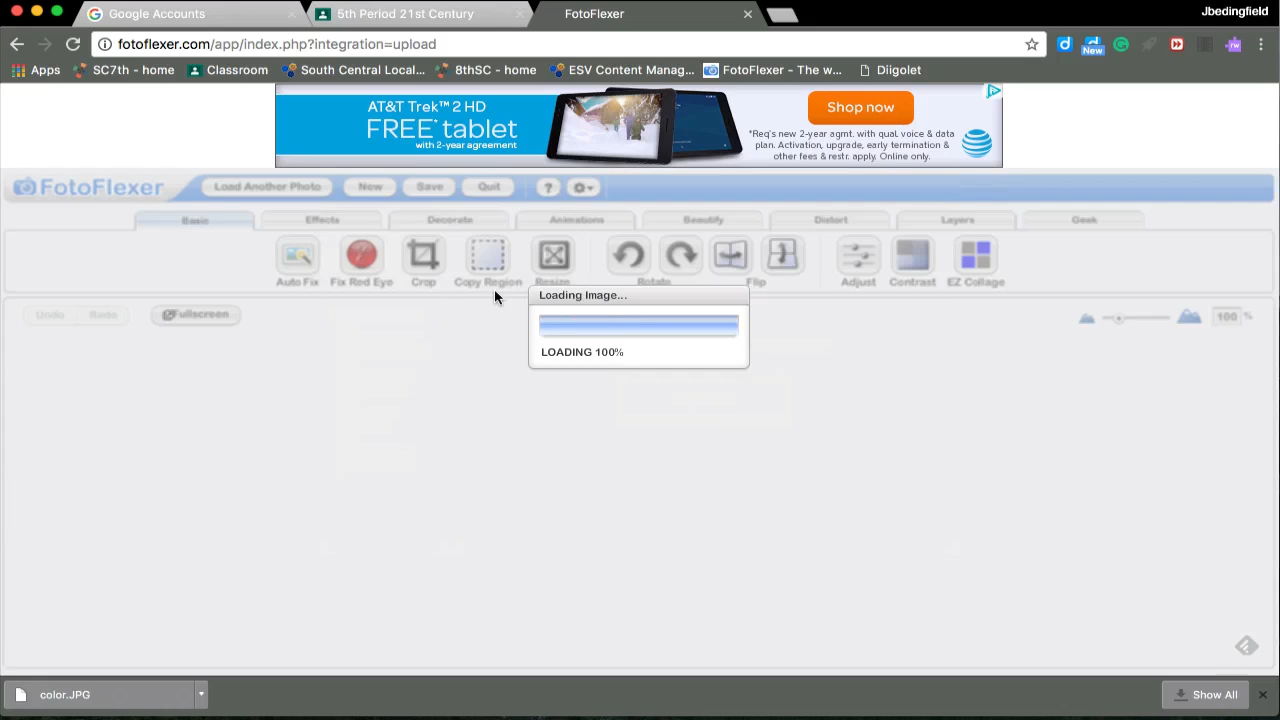 Google Accounts
5th Period 21st Century
FotoFlexer
Jbedingfield
fotoflexer.com/app/index.php?integration=upload
New
Apps
SC7th - home
Classroom
South Central Local...
8thSC - home
ESV Content Manag...
FotoFlexer - The w...
Diigolet
AT&T Trek™ 2 HD
FREE* tablet
with 2-year agreement
Shop now
*Req's new 2-year agmt. with qual. voice & data
plan. Activation, upgrade, early termination &
other fees & restr. apply. Online only.
FotoFlexer
Load Another Photo
New
Save
Quit
?
Basic
Effects
Decorate
Animations
Beautify
Distort
Layers
Geek
Auto Fix
Fix Red Eye
Crop
Copy Region
Resize
Rotate
Flip
Adjust
Contrast
EZ Collage
Loading Image...
LOADING 100%
Undo
Redo
Fullscreen
100 %
color.JPG
Show All